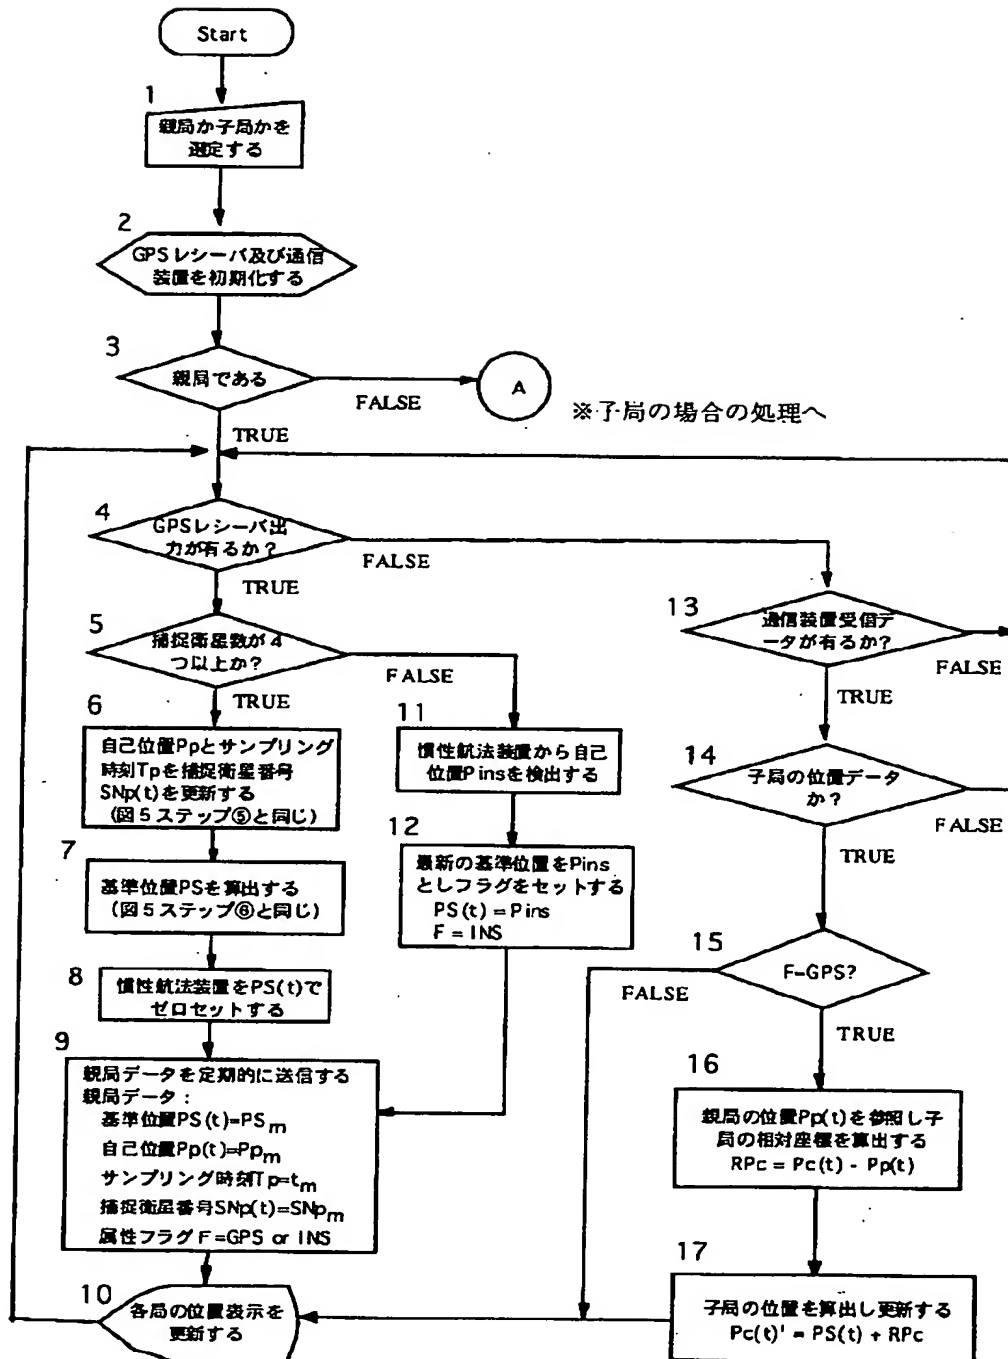 Start
1
親局か子局かを
選定する
2
GPSレシーバ及び通信
装置を初期化する
3
親局である
FALSE
A
※子局の場合の処理へ
TRUE
4
GPSレシーバ出
力が有るか?
FALSE
TRUE
5
捕捉衛星数が4
つ以上か?
FALSE
TRUE
6
自己位置Ppとサンプリング
時刻Tpを捕捉衛星番号
SNp(t)を更新する
(図5ステップ⑤と同じ)
7
基準位置PSを算出する
(図5ステップ⑥と同じ)
8
慣性航法装置をPS(t)で
ゼロセットする
9
親局データを定期的に送信する
親局データ:
基準位置PS(t)=PSm
自己位置Pp(t)=Ppm
サンプリング時刻Tp=tm
捕捉衛星番号SNp(t)=SNpm
属性フラグF=GPS or INS
10
各局の位置表示を
更新する
11
慣性航法装置から自己
位置Pinsを検出する
12
最新の基準位置をPins
としフラグをセットする
PS(t) = Pins
F = INS
13
通信装置受信デ
ータが有るか?
FALSE
TRUE
14
子局の位置データ
か?
FALSE
TRUE
15
F-GPS?
FALSE
TRUE
16
親局の位置Pp(t)を参照し子
局の相対座標を算出する
RPc = Pc(t) - Pp(t)
17
子局の位置を算出し更新する
Pc(t)' = PS(t) + RPc